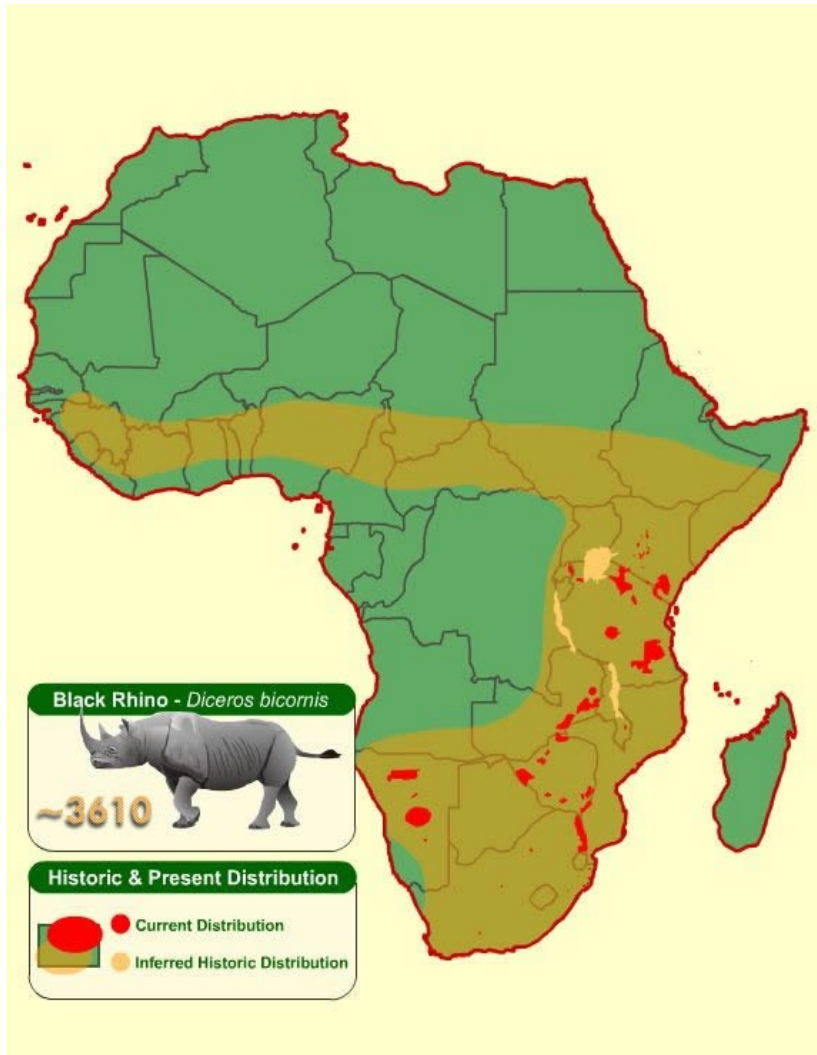 Black Rhino - Diceros bicornis
~3610
Historic & Present Distribution
Current Distribution
Inferred Historic Distribution